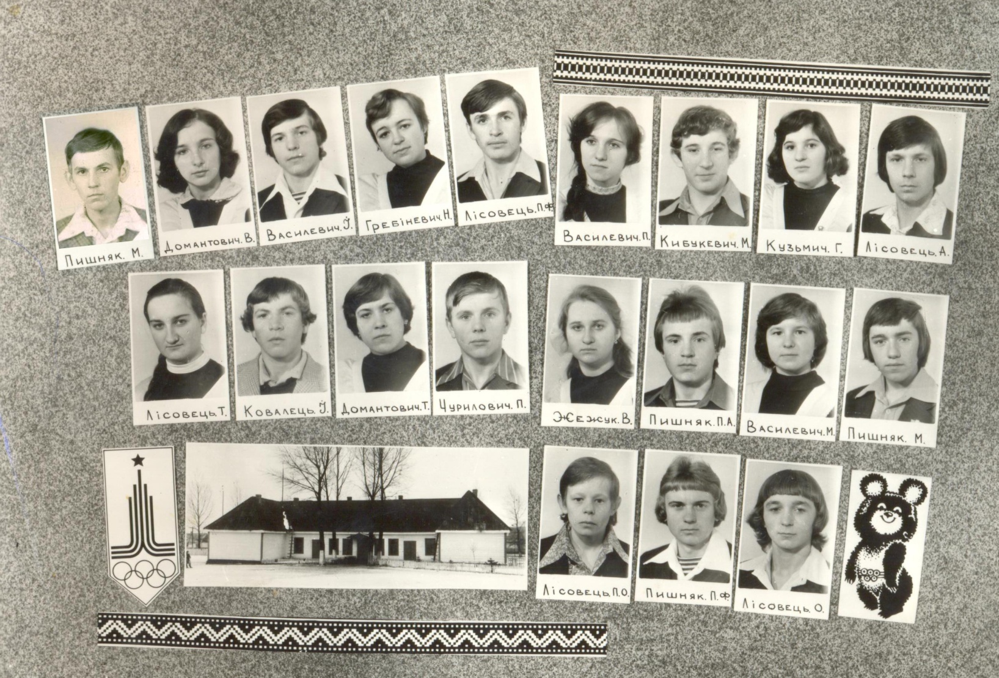 Пишняк. М.
Домантович. В.
Василевич. Ї.
Гребіневич. Н.
Лісовець. П.Ф.
Василевич. П.
Кибукевич. М.
Кузьмич. Г.
Лісовець. А.
Лісовець. Т.
Ковалець. Ї.
Домантович. Т.
Чурилович. П.
Жежук. В.
Пишняк. П.А.
Василевич. М.
Пишняк. М.
Лісовець. П.О.
Пишняк. П.Ф.
Лісовець. О.